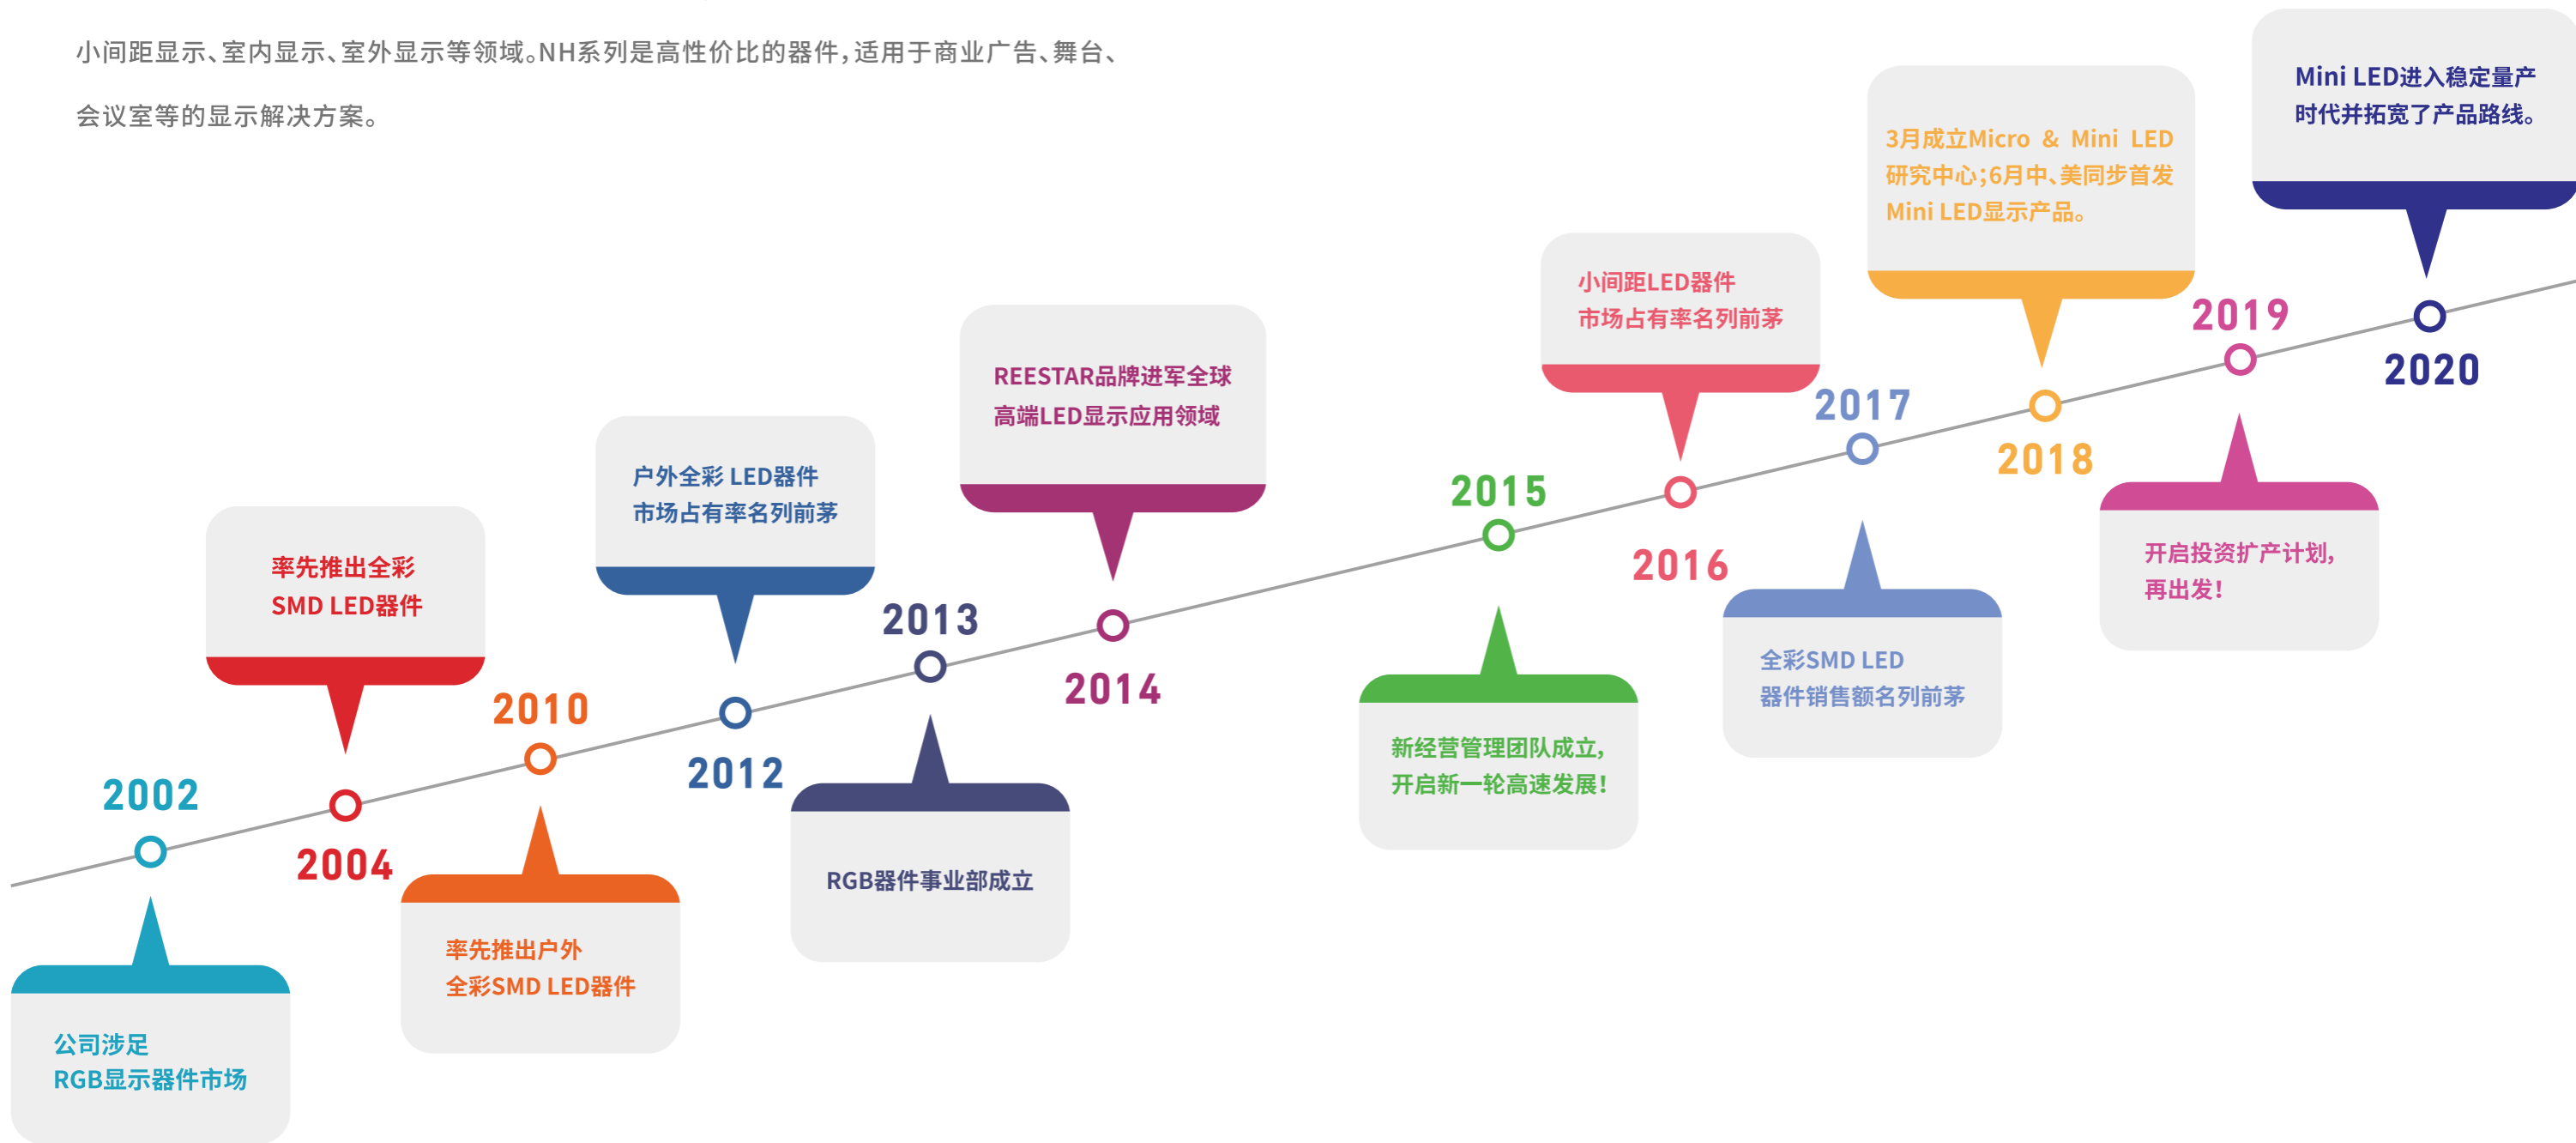 小间距显示、室内显示、室外显示等领域。NH系列是高性价比的器件,适用于商业广告、舞台、
会议室等的显示解决方案。
2002
公司涉足
RGB显示器件市场
2004
率先推出全彩
SMD LED器件
2010
率先推出户外
全彩SMD LED器件
2012
户外全彩 LED器件
市场占有率名列前茅
2013
RGB器件事业部成立
2014
REESTAR品牌进军全球
高端LED显示应用领域
2015
新经营管理团队成立,
开启新一轮高速发展!
2016
小间距LED器件
市场占有率名列前茅
2017
全彩SMD LED
器件销售额名列前茅
2018
3月成立Micro & Mini LED
研究中心;6月中、美同步首发
Mini LED显示产品。
2019
开启投资扩产计划,
再出发!
2020
Mini LED进入稳定量产
时代并拓宽了产品路线。